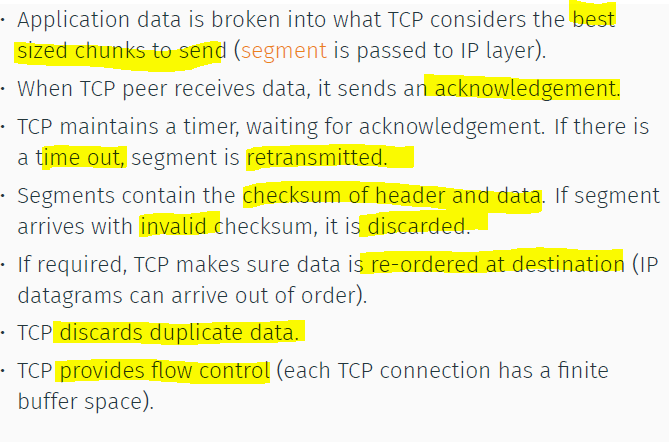 · Application data is broken into what TCP considers the best
sized chunks to send (segment is passed to IP layer).
· When TCP peer receives data, it sends an acknowledgement.
· TCP maintains a timer, waiting for acknowledgement. If there is
a time out, segment is retransmitted.
· Segments contain the checksum of header and data. If segment
arrives with invalid checksum, it is discarded.
· If required, TCP makes sure data is re-ordered at destination (IP
datagrams can arrive out of order).
· TCP discards duplicate data.
· TCP provides flow control (each TCP connection has a finite
buffer space).